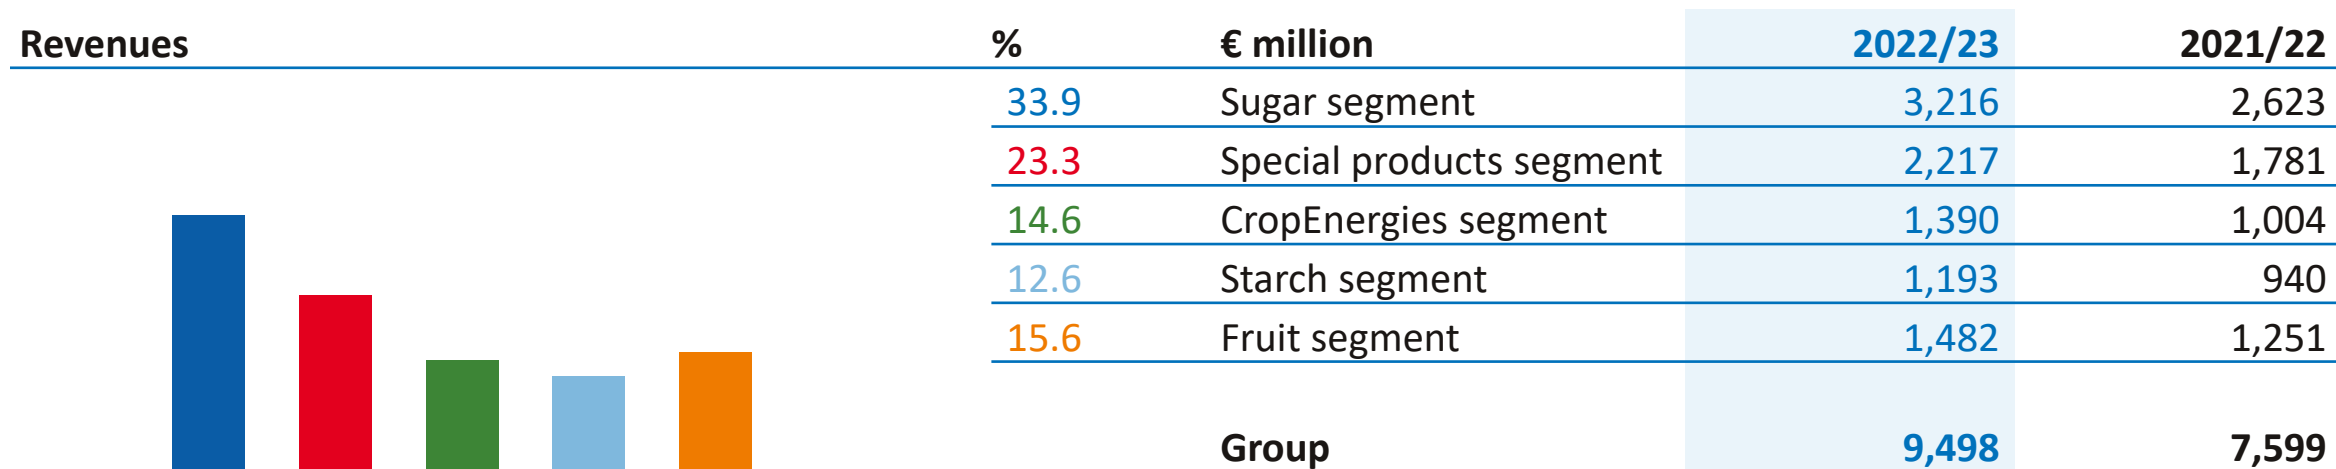 Revenues % € million 2022/23 2021/22
33.9 Sugar segment 3,216 2,623
23.3 Special products segment 2,217 1,781
14.6 CropEnergies segment 1,390 1,004
12.6 Starch segment 1,193 940
15.6 Fruit segment 1,482 1,251
Group 9,498 7,599